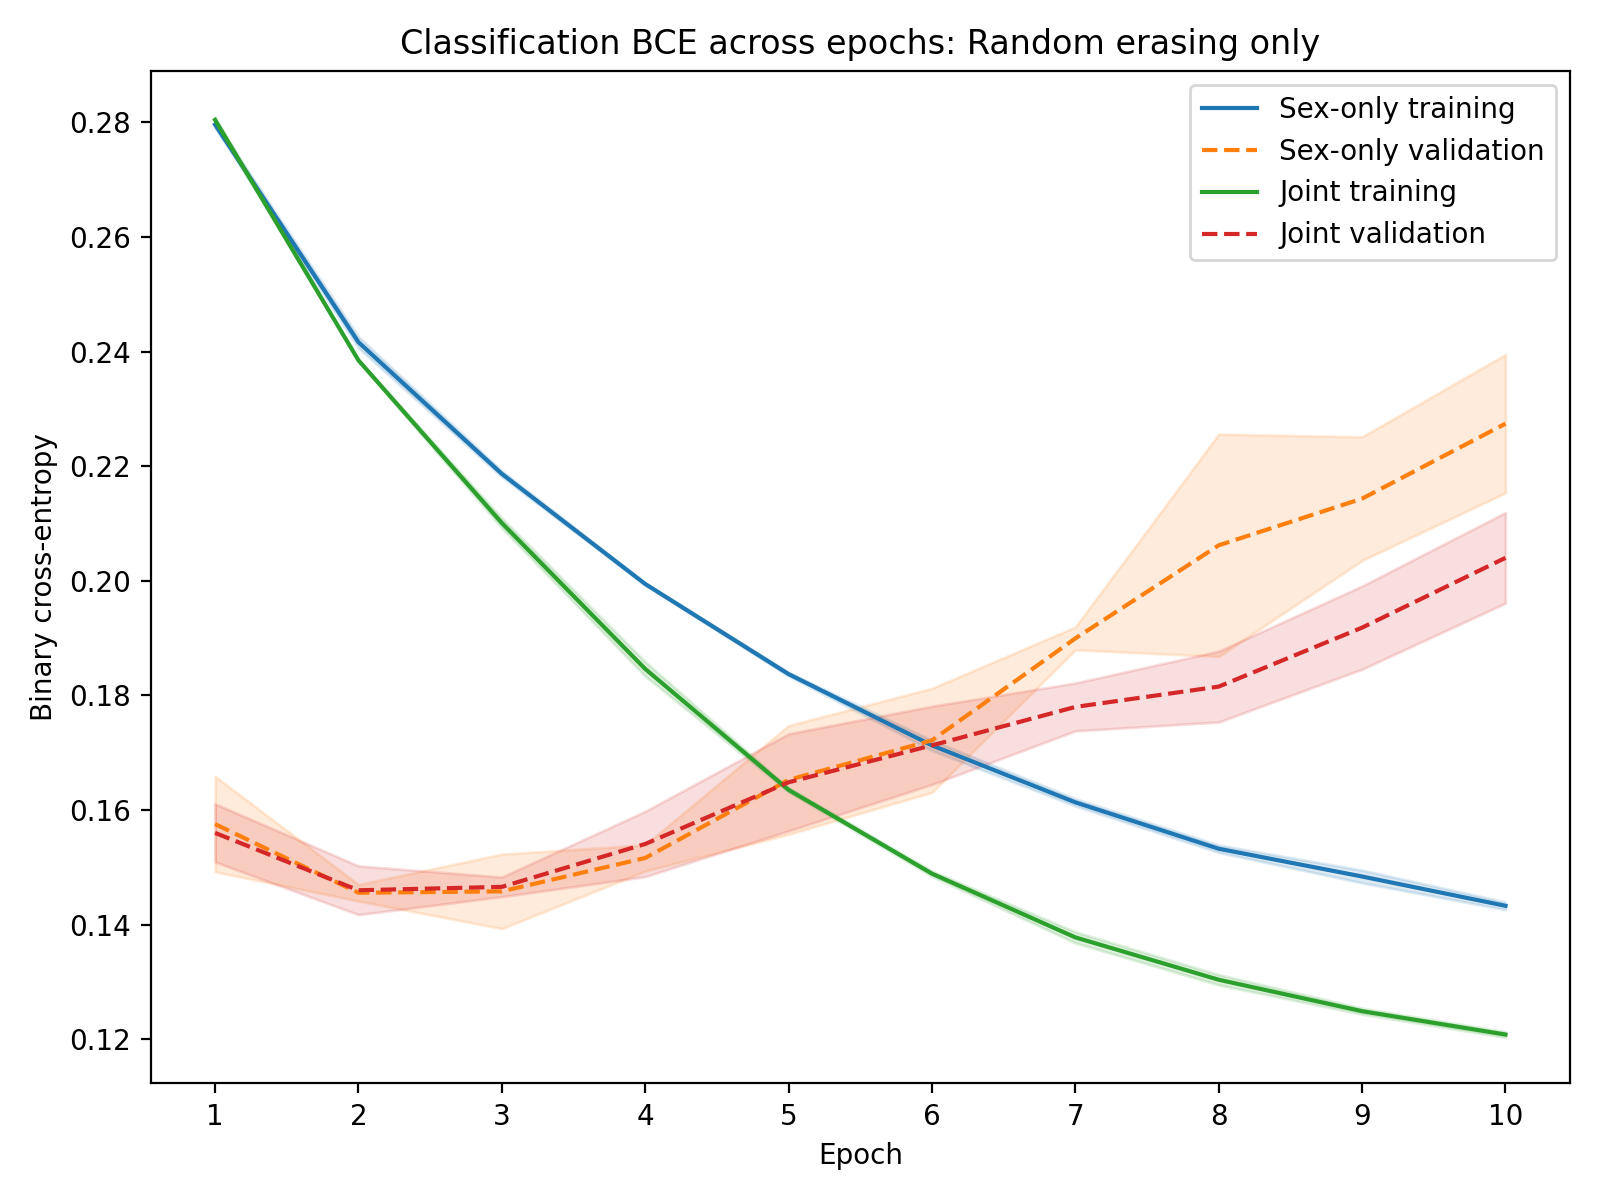 Classification BCE across epochs: Random erasing only
Sex-only training
Sex-only validation
Joint training
Joint validation
Binary cross-entropy
0.28
0.26
0.24
0.22
0.20
0.18
0.16
0.14
0.12
1 2 3 4 5 6 7 8 9 10
Epoch